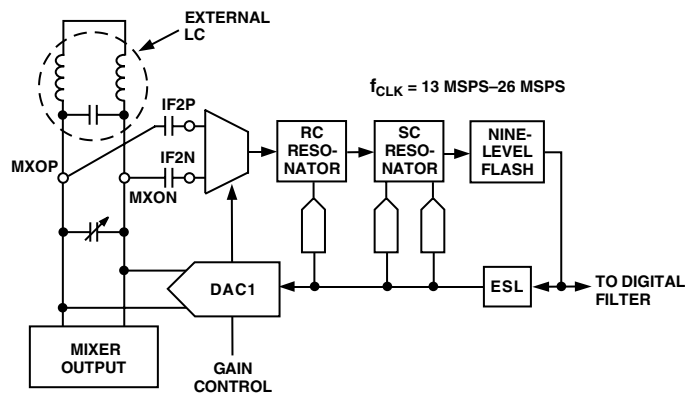 EXTERNAL
LC
f_CLK = 13 MSPS–26 MSPS
IF2P
RC
RESO-
NATOR
SC
RESO-
NATOR
NINE-
LEVEL
FLASH
MXOP
IF2N
MXON
DAC1
ESL
TO DIGITAL
FILTER
MIXER
OUTPUT
GAIN
CONTROL